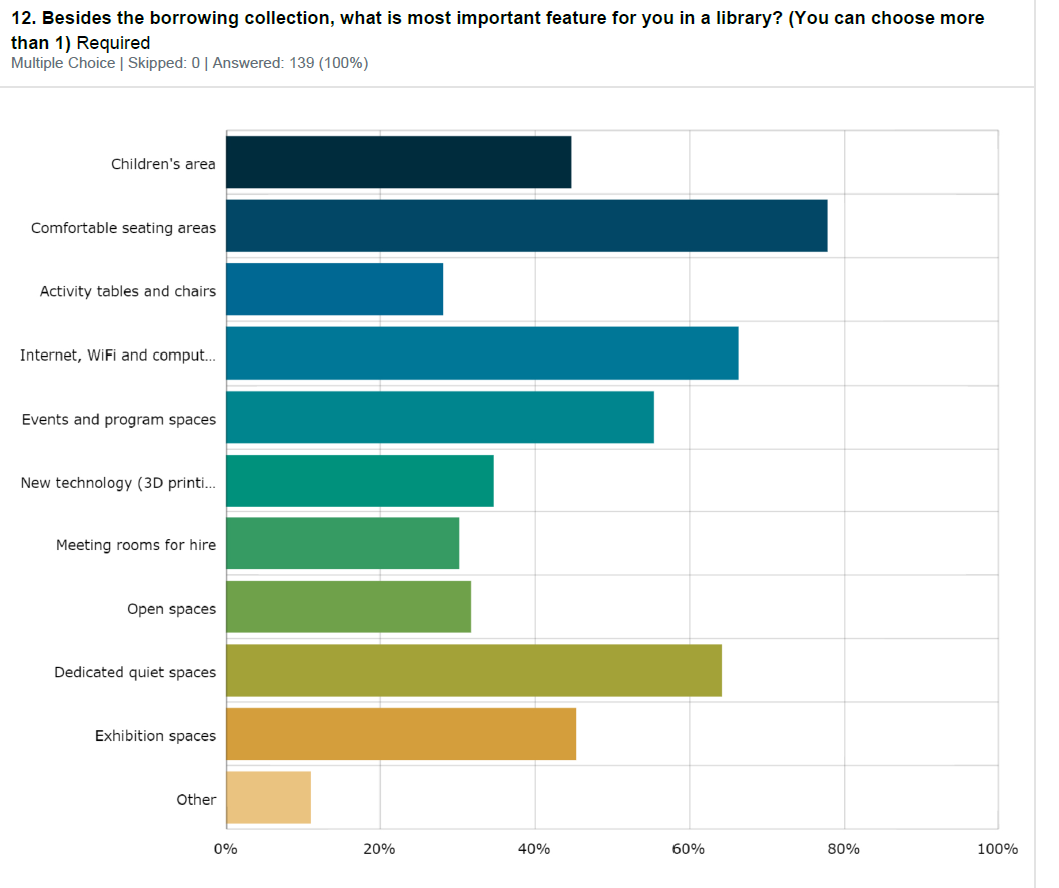 12. Besides the borrowing collection, what is most important feature for you in a library? (You can choose more
than 1) Required
Multiple Choice | Skipped: 0 | Answered: 139 (100%)
Children's area
Comfortable seating areas
Activity tables and chairs
Internet, WiFi and comput...
Events and program spaces
New technology (3D printi...
Meeting rooms for hire
Open spaces
Dedicated quiet spaces
Exhibition spaces
Other
0% 20% 40% 60% 80% 100%